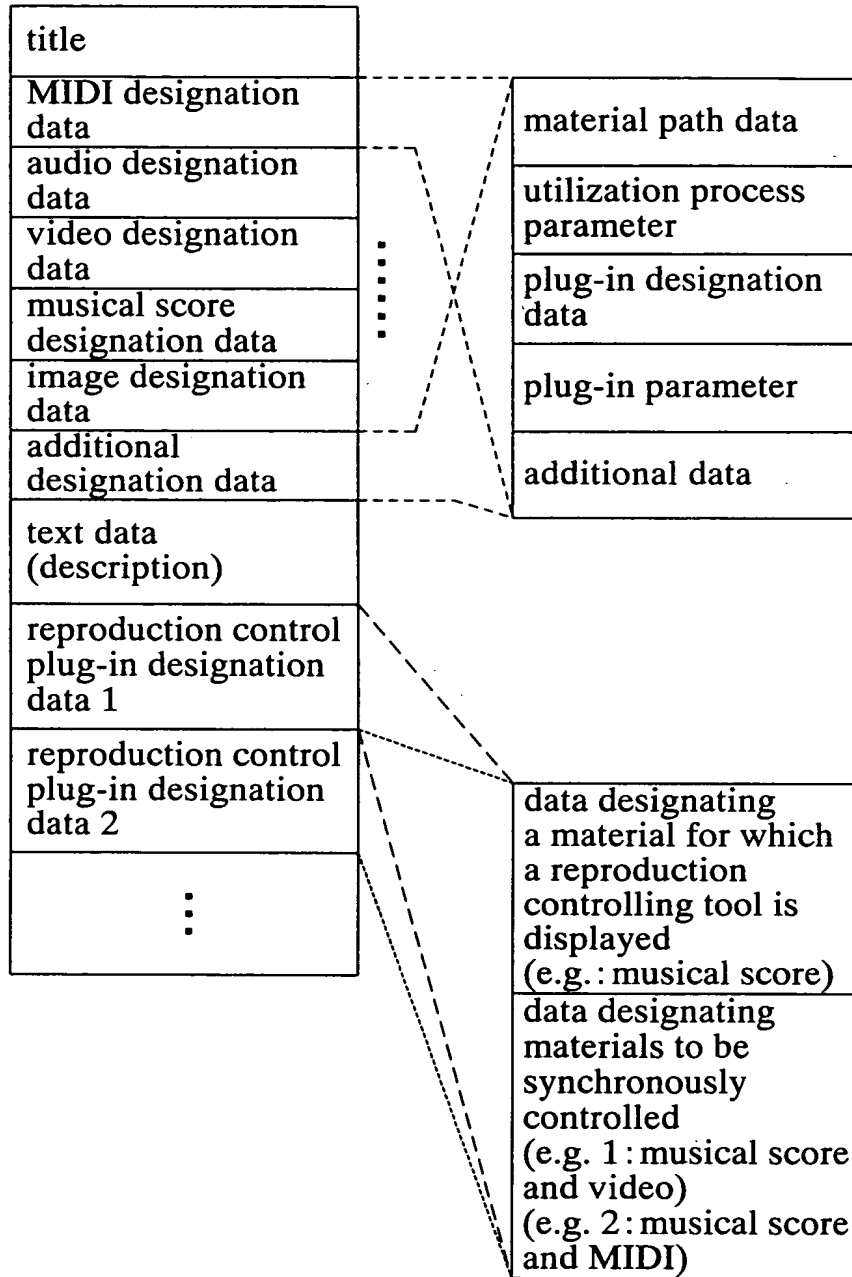 title
MIDI designation
data
audio designation
data
video designation
data
musical score
designation data
image designation
data
additional
designation data
text data
(description)
reproduction control
plug-in designation
data 1
reproduction control
plug-in designation
data 2
material path data
utilization process
parameter
plug-in designation
data
plug-in parameter
additional data
data designating
a material for which
a reproduction
controlling tool is
displayed
(e.g.: musical score)
data designating
materials to be
synchronously
controlled
(e.g. 1: musical score
and video)
(e.g. 2: musical score
and MIDI)